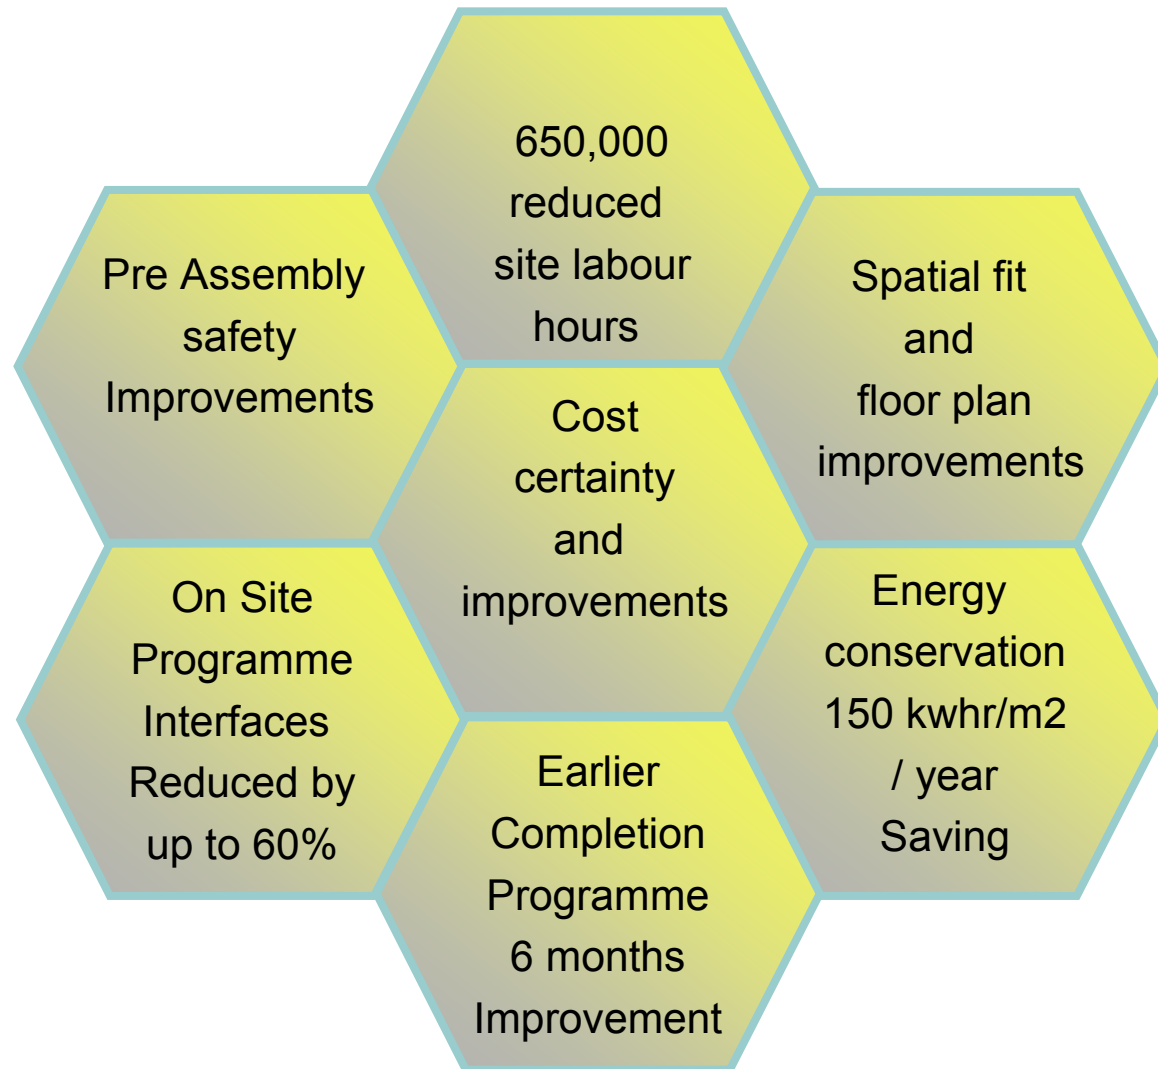 650,000
reduced
site labour
hours
Pre Assembly
safety
Improvements
Spatial fit
and
floor plan
improvements
Cost
certainty
and
improvements
On Site
Programme
Interfaces
Reduced by
up to 60%
Energy
conservation
150 kwhr/m2
/ year
Saving
Earlier
Completion
Programme
6 months
Improvement